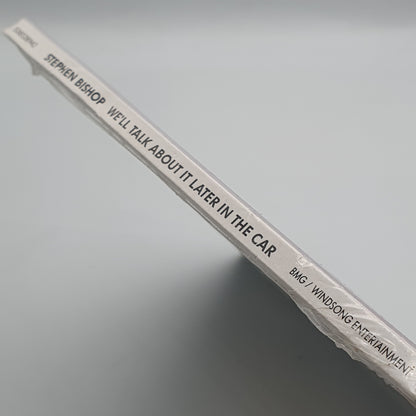 STEPHEN BISHOP WE'LL TALK ABOUT IT LATER IN THE CAR BMG / WINDSONG ENTERTAINMENT